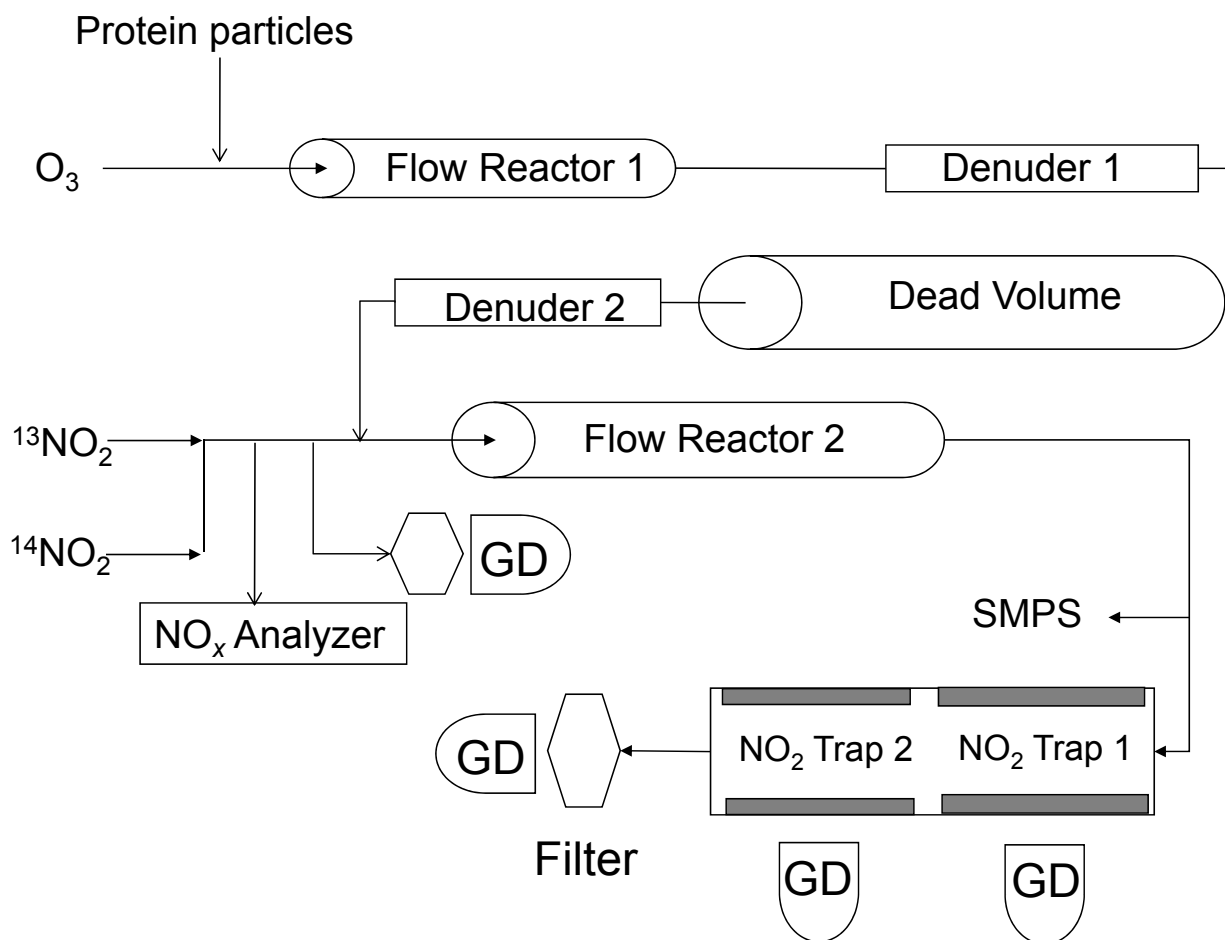 Protein particles
O₃
Flow Reactor 1
Denuder 1
Denuder 2
Dead Volume
¹³NO₂
Flow Reactor 2
¹⁴NO₂
GD
NOₓ Analyzer
SMPS
GD
NO₂ Trap 2
NO₂ Trap 1
Filter
GD
GD